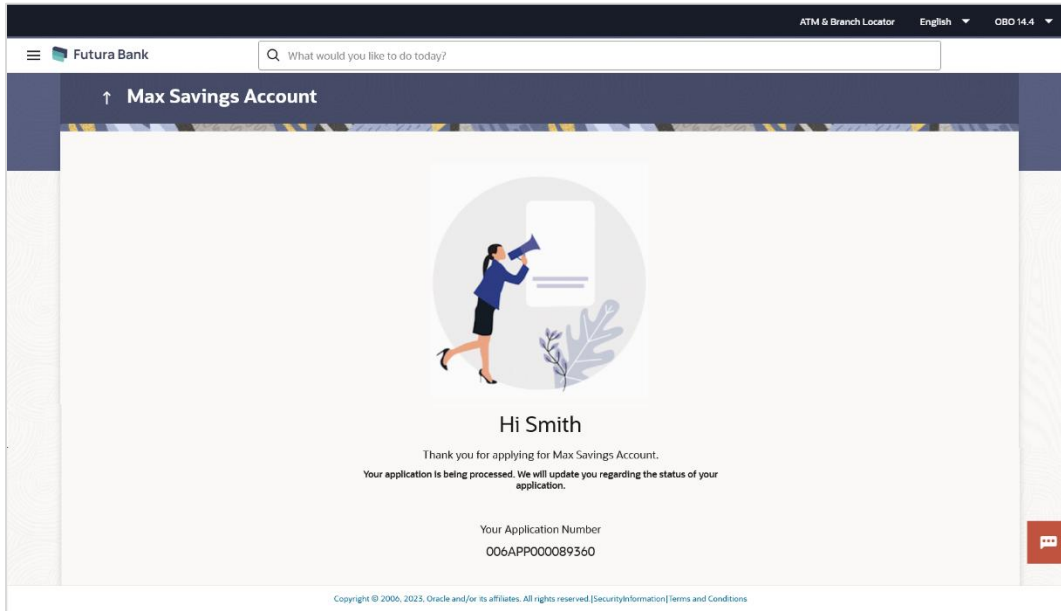 ATM & Branch Locator English OBO 14.4
Futura Bank What would you like to do today?
Max Savings Account
Hi Smith
Thank you for applying for Max Savings Account.
Your application is being processed. We will update you regarding the status of your
application.
Your Application Number
006APP000089360
Copyright © 2006, 2023, Oracle and/or its affiliates. All rights reserved.|SecurityInformation|Terms and Conditions